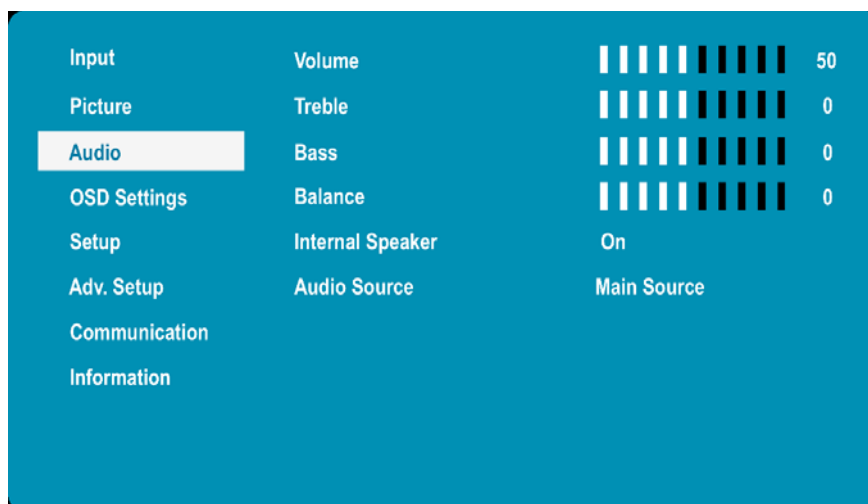 Input Volume 50
Picture Treble 0
Audio Bass 0
OSD Settings Balance 0
Setup Internal Speaker On
Adv. Setup Audio Source Main Source
Communication
Information